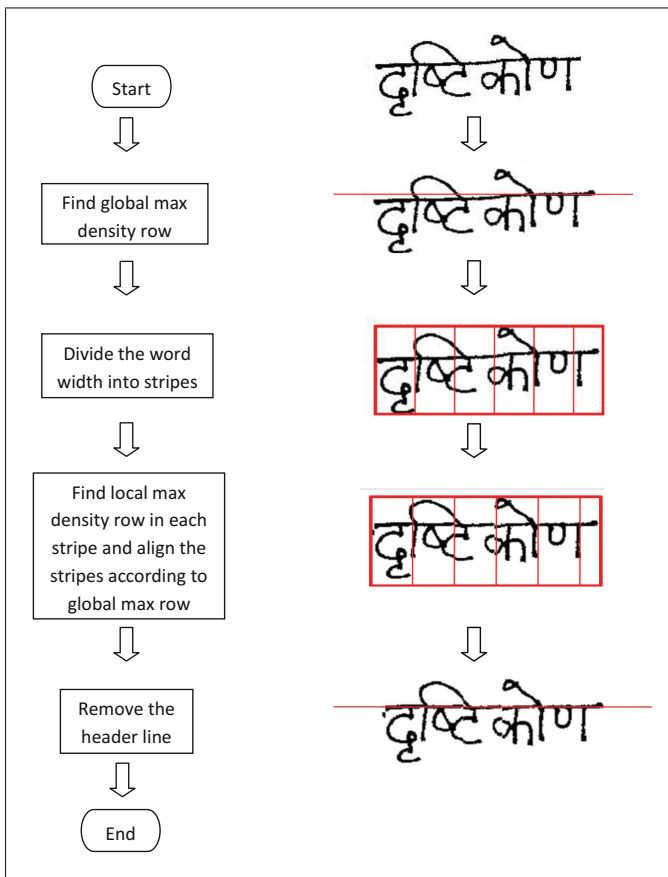 Start
दृष्टिकोण
Find global max
density row
दृष्टिकोण
Divide the word
width into stripes
दृष्टिकोण
Find local max
density row in each
stripe and align the
stripes according to
global max row
दृष्टिकोण
Remove the
header line
दृष्टिकोण
End